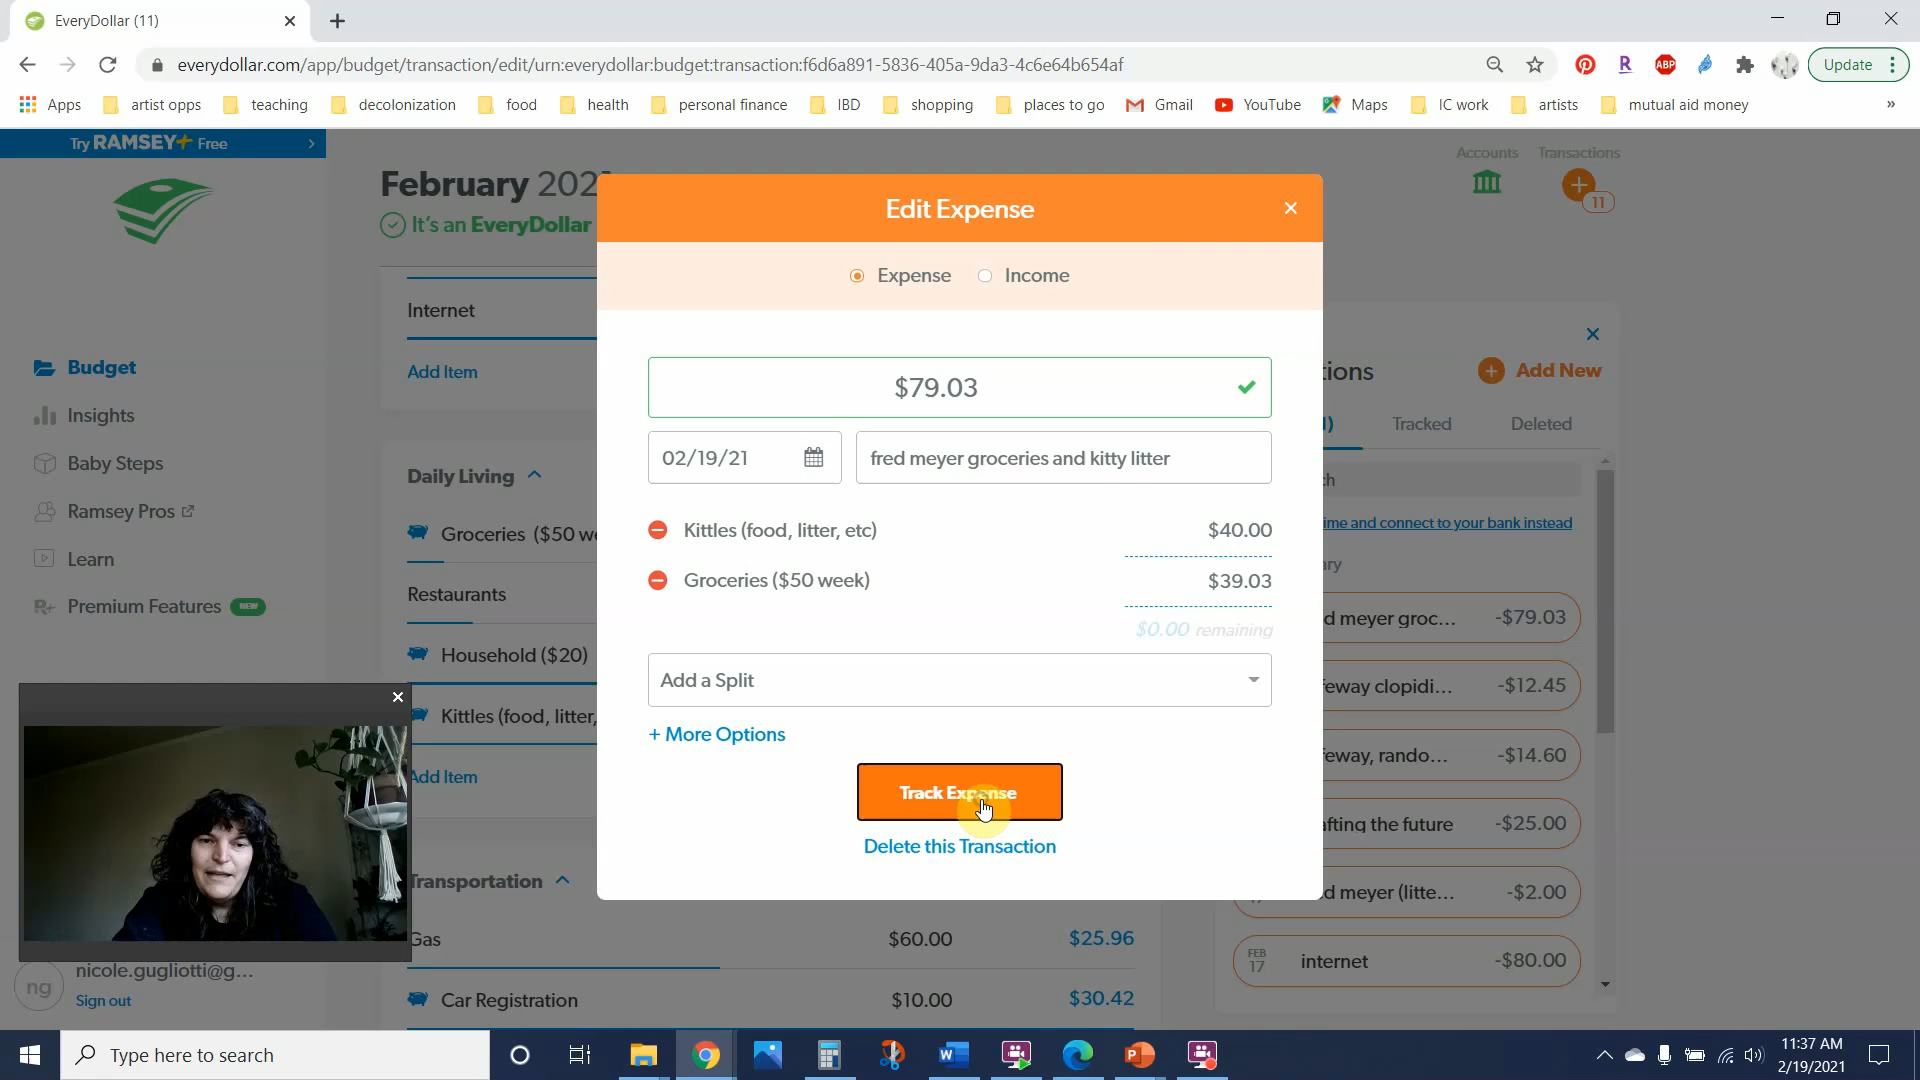 EveryDollar (11)
everydollar.com/app/budget/transaction/edit/urn:everydollar:budget:transaction:f6d6a891-5836-405a-9da3-4c6e64b654af
Update
Apps artist opps teaching decolonization food health personal finance IBD shopping places to go Gmail YouTube Maps IC work artists mutual aid money »
Try RAMSEY+ Free
Budget
Insights
Baby Steps
Ramsey Pros
Learn
R+ Premium Features NEW
ng
nicole.gugliotti@g...
Sign out
February 202
It's an EveryDollar
Internet
Add Item
Daily Living
Groceries ($50 we
Restaurants
Household ($20)
Kittles (food, litter,
Add Item
Transportation
Gas $60.00 $25.96
Car Registration $10.00 $30.42
Edit Expense
Expense Income
$79.03
02/19/21 fred meyer groceries and kitty litter
Kittles (food, litter, etc) $40.00
Groceries ($50 week) $39.03
$0.00 remaining
Add a Split
+ More Options
Track Expense
Delete this Transaction
Accounts Transactions
11
tions
Add New
Tracked Deleted
ch
ime and connect to your bank instead
ary
d meyer groc... -$79.03
feway clopidi... -$12.45
feway, rando... -$14.60
afting the future -$25.00
d meyer (litte... -$2.00
FEB
17 internet -$80.00
Type here to search
11:37 AM
2/19/2021